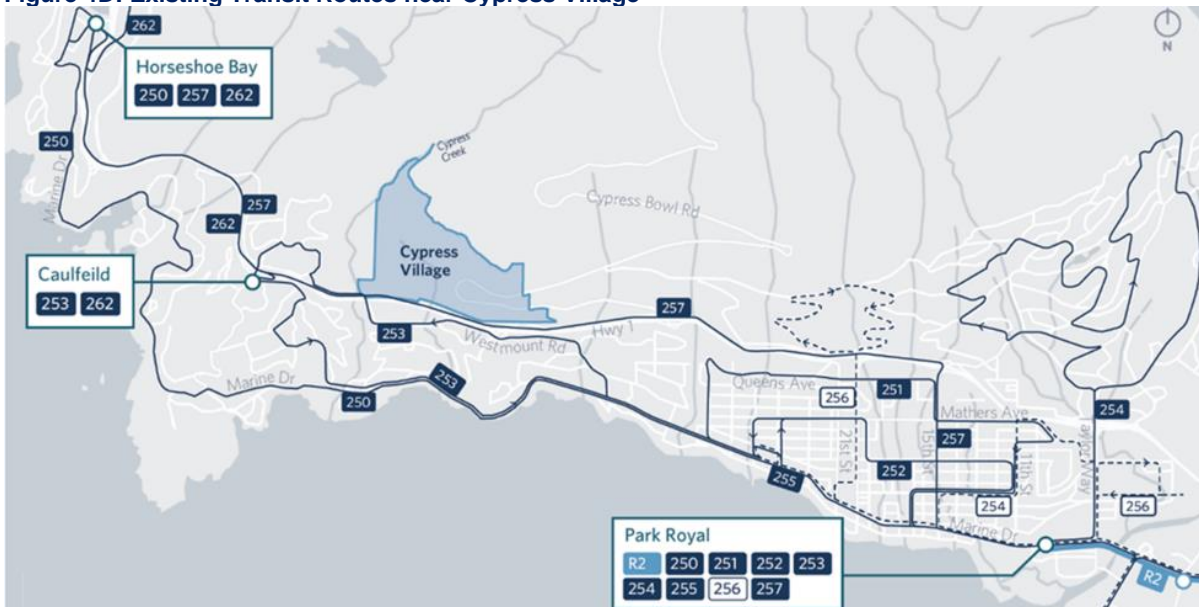 Figure 4D: Existing Transit Routes near Cypress Village
262
Horseshoe Bay
250 257 262
N
250
Marine Dr
Cypress
Creek
Cypress Bowl Rd
257
262
Cypress
Village
Caulfeild
253 262
257
253
Hwy 1
Westmount Rd
Marine Dr
253
250
Queens Ave
251
256
254
Mathers Ave
Taylor Way
21st St
15th St
257
11th St
252
255
254
256
Marine Dr
Park Royal
R2 250 251 252 253
254 255 256 257
R2